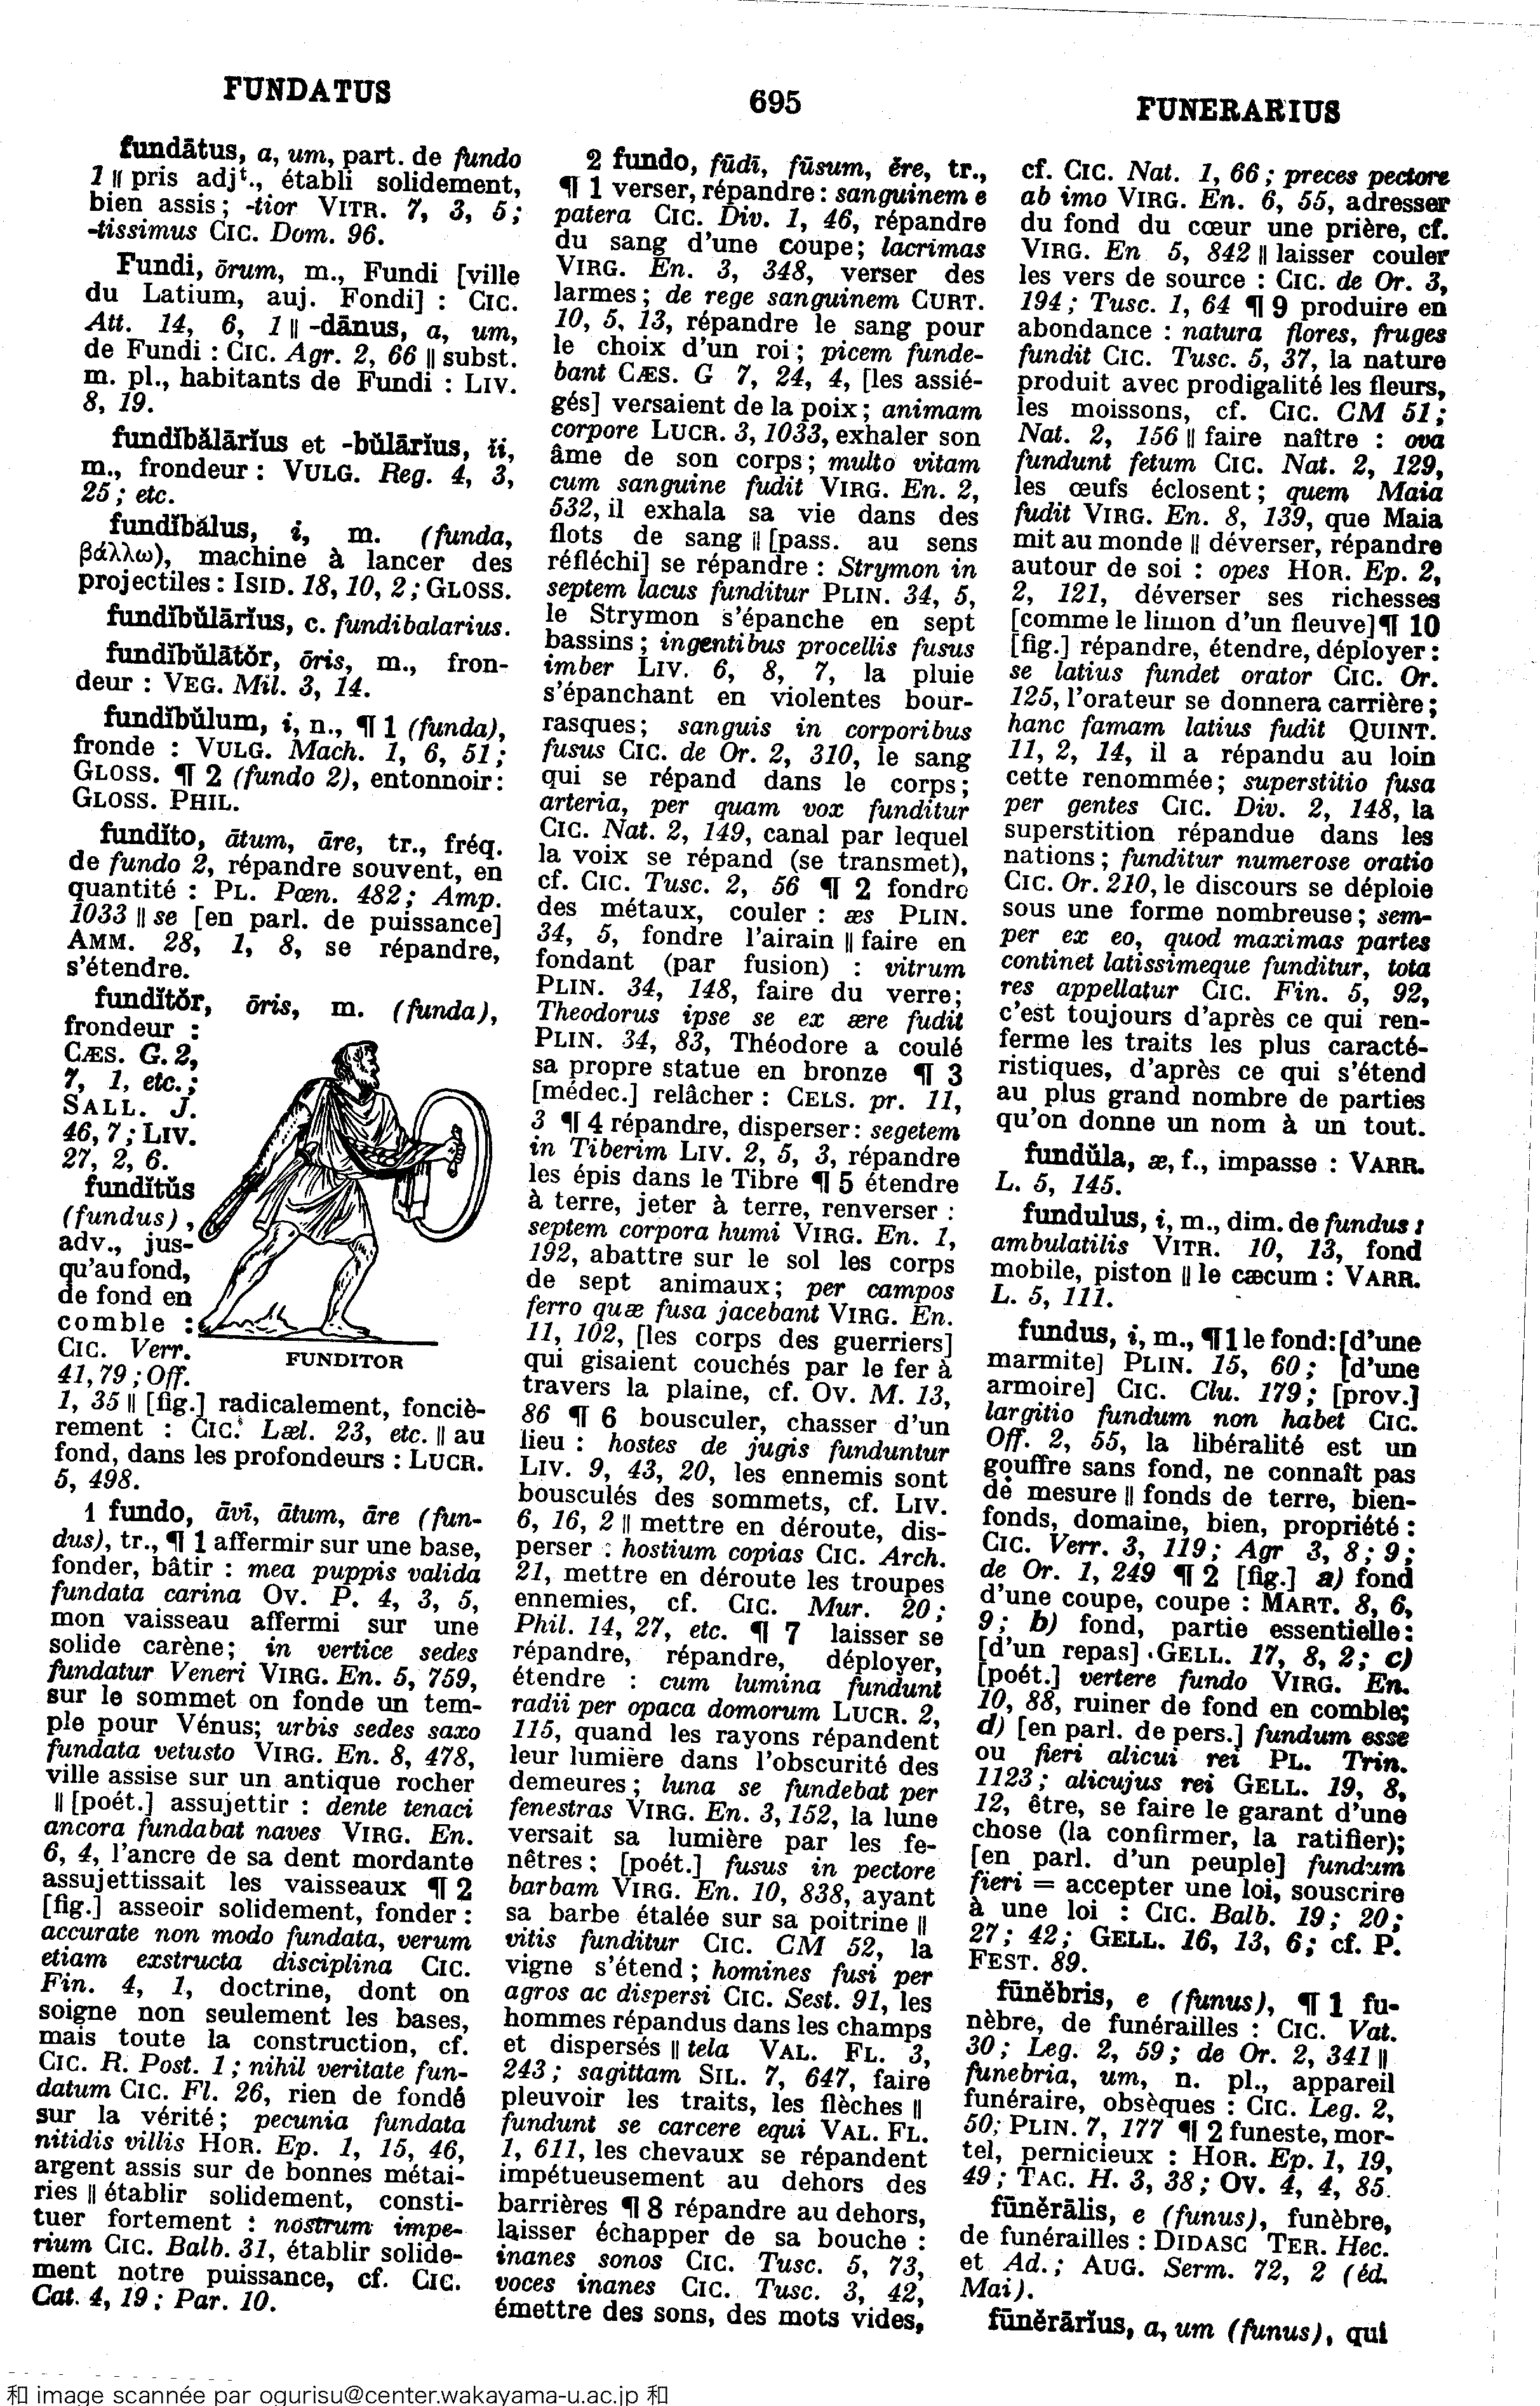 FUNDATUS
695
FUNERARIUS
fundātus, a, um, part. de fundo
1 || pris adjᵗ., établi solidement,
bien assis; -tior VITR. 7, 3, 5;
-tissimus CIC. Dom. 96.
Fundi, ōrum, m., Fundi [ville
du Latium, auj. Fondi] : CIC.
Att. 14, 6, 1 || -dānus, a, um,
de Fundi : CIC. Agr. 2, 66 || subst.
m. pl., habitants de Fundi : LIV.
8, 19.
fundĭbălārĭus et -bŭlārĭus, ĭi,
m., frondeur : VULG. Reg. 4, 3,
25; etc.
fundĭbálus, i, m. (funda,
βάλλω), machine à lancer des
projectiles : ISID. 18, 10, 2; GLOSS.
fundĭbŭlārĭus, c. fundibalarius.
fundĭbŭlātŏr, ōris, m., fron-
deur : VEG. Mil. 3, 14.
fundĭbŭlum, i, n., ¶ 1 (funda),
fronde : VULG. Mach. 1, 6, 51;
GLOSS. ¶ 2 (fundo 2), entonnoir :
GLOSS. PHIL.
fundĭto, ātum, āre, tr., fréq.
de fundo 2, répandre souvent, en
quantité : PL. Pœn. 482; Amp.
1033 || se [en parl. de puissance]
AMM. 28, 1, 8, se répandre,
s'étendre.
fundĭtŏr, ōris, m. (funda),
frondeur :
CÆS. G. 2,
7, 1, etc.;
SALL. J.
46, 7; LIV.
27, 2, 6.
fundĭtŭs
(fundus),
adv., jus-
qu'au fond,
de fond en
comble :
CIC. Verr.
41, 79; Off.
FUNDITOR
1, 35 || [fig.] radicalement, fonciè-
rement : CIC. Læl. 23, etc. || au
fond, dans les profondeurs : LUCR.
5, 498.
1 fundo, āvī, ātum, āre (fun-
dus), tr., ¶ 1 affermir sur une base,
fonder, bâtir : mea puppis valida
fundata carina OV. P. 4, 3, 5,
mon vaisseau affermi sur une
solide carène; in vertice sedes
fundatur Veneri VIRG. En. 5, 759,
sur le sommet on fonde un tem-
ple pour Vénus; urbis sedes saxo
fundata vetusto VIRG. En. 8, 478,
ville assise sur un antique rocher
|| [poét.] assujettir : dente tenaci
ancora fundabat naves VIRG. En.
6, 4, l'ancre de sa dent mordante
assujettissait les vaisseaux ¶ 2
[fig.] asseoir solidement, fonder :
accurate non modo fundata, verum
etiam exstructa disciplina CIC.
Fin. 4, 1, doctrine, dont on
soigne non seulement les bases,
mais toute la construction, cf.
CIC. R. Post. 1; nihil veritate fun-
datum CIC. Fl. 26, rien de fondé
sur la vérité; pecunia fundata
nitidis villis HOR. Ep. 1, 15, 46,
argent assis sur de bonnes métai-
ries || établir solidement, consti-
tuer fortement : nostrum impe-
rium CIC. Balb. 31, établir solide-
ment notre puissance, cf. CIC.
Cat. 4, 19; Par. 10.
2 fundo, fūdī, fūsum, ĕre, tr.,
¶ 1 verser, répandre : sanguinem e
patera CIC. Div. 1, 46, répandre
du sang d'une coupe; lacrimas
VIRG. En. 3, 348, verser des
larmes; de rege sanguinem CURT.
10, 5, 13, répandre le sang pour
le choix d'un roi; picem funde-
bant CÆS. G 7, 24, 4, [les assié-
gés] versaient de la poix; animam
corpore LUCR. 3, 1033, exhaler son
âme de son corps; multo vitam
cum sanguine fudit VIRG. En. 2,
532, il exhala sa vie dans des
flots de sang || [pass. au sens
réfléchi] se répandre : Strymon in
septem lacus funditur PLIN. 34, 5,
le Strymon s'épanche en sept
bassins; ingentibus procellis fusus
imber LIV. 6, 8, 7, la pluie
s'épanchant en violentes bour-
rasques; sanguis in corporibus
fusus CIC. de Or. 2, 310, le sang
qui se répand dans le corps;
arteria, per quam vox funditur
CIC. Nat. 2, 149, canal par lequel
la voix se répand (se transmet),
cf. CIC. Tusc. 2, 56 ¶ 2 fondre
des métaux, couler : æs PLIN.
34, 5, fondre l'airain || faire en
fondant (par fusion) : vitrum
PLIN. 34, 148, faire du verre;
Theodorus ipse se ex ære fudit
PLIN. 34, 83, Théodore a coulé
sa propre statue en bronze ¶ 3
[médec.] relâcher : CELS. pr. 11,
3 ¶ 4 répandre, disperser : segetem
in Tiberim LIV. 2, 5, 3, répandre
les épis dans le Tibre ¶ 5 étendre
à terre, jeter à terre, renverser :
septem corpora humi VIRG. En. 1,
192, abattre sur le sol les corps
de sept animaux; per campos
ferro quæ fusa jacebant VIRG. En.
11, 102, [les corps des guerriers]
qui gisaient couchés par le fer à
travers la plaine, cf. OV. M. 13,
86 ¶ 6 bousculer, chasser d'un
lieu : hostes de jugis funduntur
LIV. 9, 43, 20, les ennemis sont
bousculés des sommets, cf. LIV.
6, 16, 2 || mettre en déroute, dis-
perser : hostium copias CIC. Arch.
21, mettre en déroute les troupes
ennemies, cf. CIC. Mur. 20;
Phil. 14, 27, etc. ¶ 7 laisser se
répandre, répandre, déployer,
étendre : cum lumina fundunt
radii per opaca domorum LUCR. 2,
115, quand les rayons répandent
leur lumière dans l'obscurité des
demeures; luna se fundebat per
fenestras VIRG. En. 3, 152, la lune
versait sa lumière par les fe-
nêtres; [poét.] fusus in pectore
barbam VIRG. En. 10, 838, ayant
sa barbe étalée sur sa poitrine ||
vitis funditur CIC. CM 52, la
vigne s'étend; homines fusi per
agros ac dispersi CIC. Sest. 91, les
hommes répandus dans les champs
et dispersés || tela VAL. FL. 3,
243; sagittam SIL. 7, 647, faire
pleuvoir les traits, les flèches ||
fundunt se carcere equi VAL. FL.
1, 611, les chevaux se répandent
impétueusement au dehors des
barrières ¶ 8 répandre au dehors,
laisser échapper de sa bouche :
inanes sonos CIC. Tusc. 5, 73,
voces inanes CIC. Tusc. 3, 42,
émettre des sons, des mots vides,
cf. CIC. Nat. 1, 66; preces pectore
ab imo VIRG. En. 6, 55, adresser
du fond du cœur une prière, cf.
VIRG. En 5, 842 || laisser couler
les vers de source : CIC. de Or. 3,
194; Tusc. 1, 64 ¶ 9 produire en
abondance : natura flores, fruges
fundit CIC. Tusc. 5, 37, la nature
produit avec prodigalité les fleurs,
les moissons, cf. CIC. CM 51;
Nat. 2, 156 || faire naître : ova
fundunt fetum CIC. Nat. 2, 129,
les œufs éclosent; quem Maia
fudit VIRG. En. 8, 139, que Maia
mit au monde || déverser, répandre
autour de soi : opes HOR. Ep. 2,
2, 121, déverser ses richesses
[comme le limon d'un fleuve] ¶ 10
[fig.] répandre, étendre, déployer :
se latius fundet orator CIC. Or.
125, l'orateur se donnera carrière;
hanc famam latius fudit QUINT.
11, 2, 14, il a répandu au loin
cette renommée; superstitio fusa
per gentes CIC. Div. 2, 148, la
superstition répandue dans les
nations; funditur numerose oratio
CIC. Or. 210, le discours se déploie
sous une forme nombreuse; sem-
per ex eo, quod maximas partes
continet latissimeque funditur, tota
res appellatur CIC. Fin. 5, 92,
c'est toujours d'après ce qui ren-
ferme les traits les plus caracté-
ristiques, d'après ce qui s'étend
au plus grand nombre de parties
qu'on donne un nom à un tout.
fundŭla, æ, f., impasse : VARR.
L. 5, 145.
fundulus, i, m., dim. de fundus :
ambulatilis VITR. 10, 13, fond
mobile, piston || le cæcum : VARR.
L. 5, 111.
fundus, i, m., ¶ 1 le fond : [d'une
marmite] PLIN. 15, 60; [d'une
armoire] CIC. Clu. 179; [prov.]
largitio fundum non habet CIC.
Off. 2, 55, la libéralité est un
gouffre sans fond, ne connaît pas
de mesure || fonds de terre, bien-
fonds, domaine, bien, propriété :
CIC. Verr. 3, 119; Agr 3, 8; 9;
de Or. 1, 249 ¶ 2 [fig.] a) fond
d'une coupe, coupe : MART. 8, 6,
9; b) fond, partie essentielle :
[d'un repas] GELL. 17, 8, 2; c)
[poét.] vertere fundo VIRG. En.
10, 88, ruiner de fond en comble;
d) [en parl. de pers.] fundum esse
ou fieri alicui rei PL. Trin.
1123; alicujus rei GELL. 19, 8,
12, être, se faire le garant d'une
chose (la confirmer, la ratifier);
[en parl. d'un peuple] fundum
fieri = accepter une loi, souscrire
à une loi : CIC. Balb. 19; 20;
27; 42; GELL. 16, 13, 6; cf. P.
FEST. 89.
fūnĕbris, e (funus), ¶ 1 fu-
nèbre, de funérailles : CIC. Vat.
30; Leg. 2, 59; de Or. 2, 341 ||
funebria, um, n. pl., appareil
funéraire, obsèques : CIC. Leg. 2,
50; PLIN. 7, 177 ¶ 2 funeste, mor-
tel, pernicieux : HOR. Ep. 1, 19,
49; TAC. H. 3, 38; OV. 4, 4, 85.
fūnĕrālis, e (funus), funèbre,
de funérailles : DIDASC TER. Hec.
et Ad.; AUG. Serm. 72, 2 (éd.
Mai).
fūnĕrārĭus, a, um (funus), qui
和 image scannée par ogurisu@center.wakayama-u.ac.jp 和